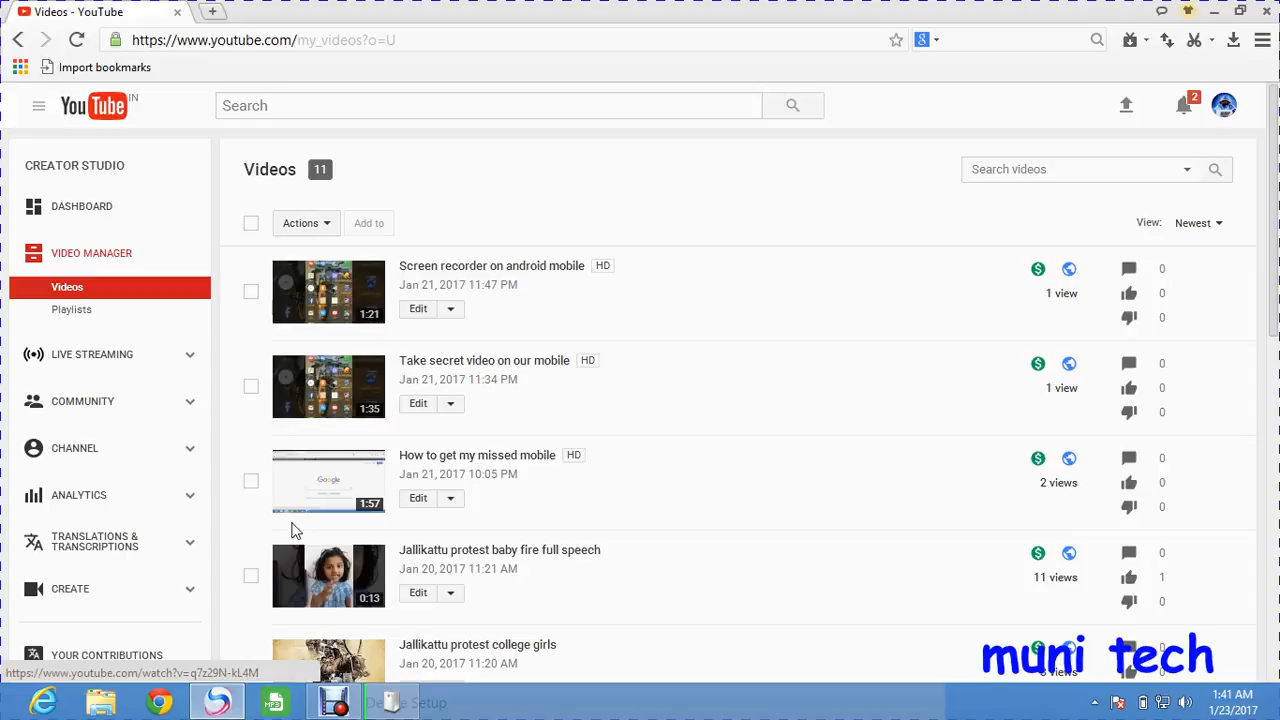 Videos - YouTube
https://www.youtube.com/my_videos?o=U
Import bookmarks
YouTube IN
Search
2
CREATOR STUDIO
DASHBOARD
VIDEO MANAGER
Videos
Playlists
LIVE STREAMING
COMMUNITY
CHANNEL
ANALYTICS
TRANSLATIONS &
TRANSCRIPTIONS
CREATE
YOUR CONTRIBUTIONS
Videos 11
Search videos
Actions
Add to
View: Newest
Screen recorder on android mobile HD
Jan 21, 2017 11:47 PM
Edit
1:21
1 view
0
0
0
Take secret video on our mobile HD
Jan 21, 2017 11:34 PM
Edit
1:35
1 view
0
0
0
How to get my missed mobile HD
Jan 21, 2017 10:05 PM
Edit
Google
1:57
2 views
0
0
0
Jallikattu protest baby fire full speech
Jan 20, 2017 11:21 AM
Edit
0:13
11 views
0
1
0
Jallikattu protest college girls
Jan 20, 2017 11:20 AM
muni tech
https://www.youtube.com/watch?v=q7z29N-kL4M
MP3
Setup
1:41 AM
1/23/2017